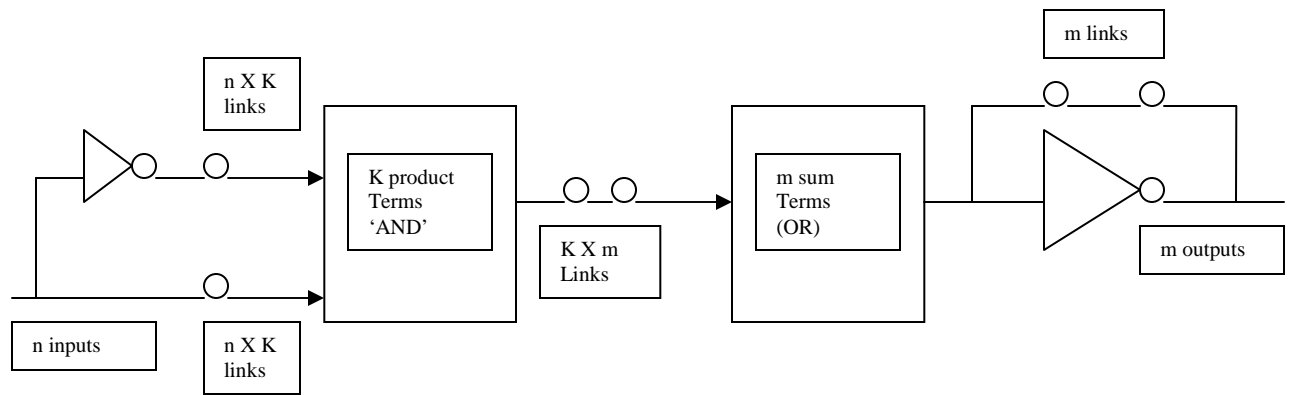 m links
n X K
links
K product
Terms
‘AND’
K X m
Links
m sum
Terms
(OR)
m outputs
n inputs
n X K
links